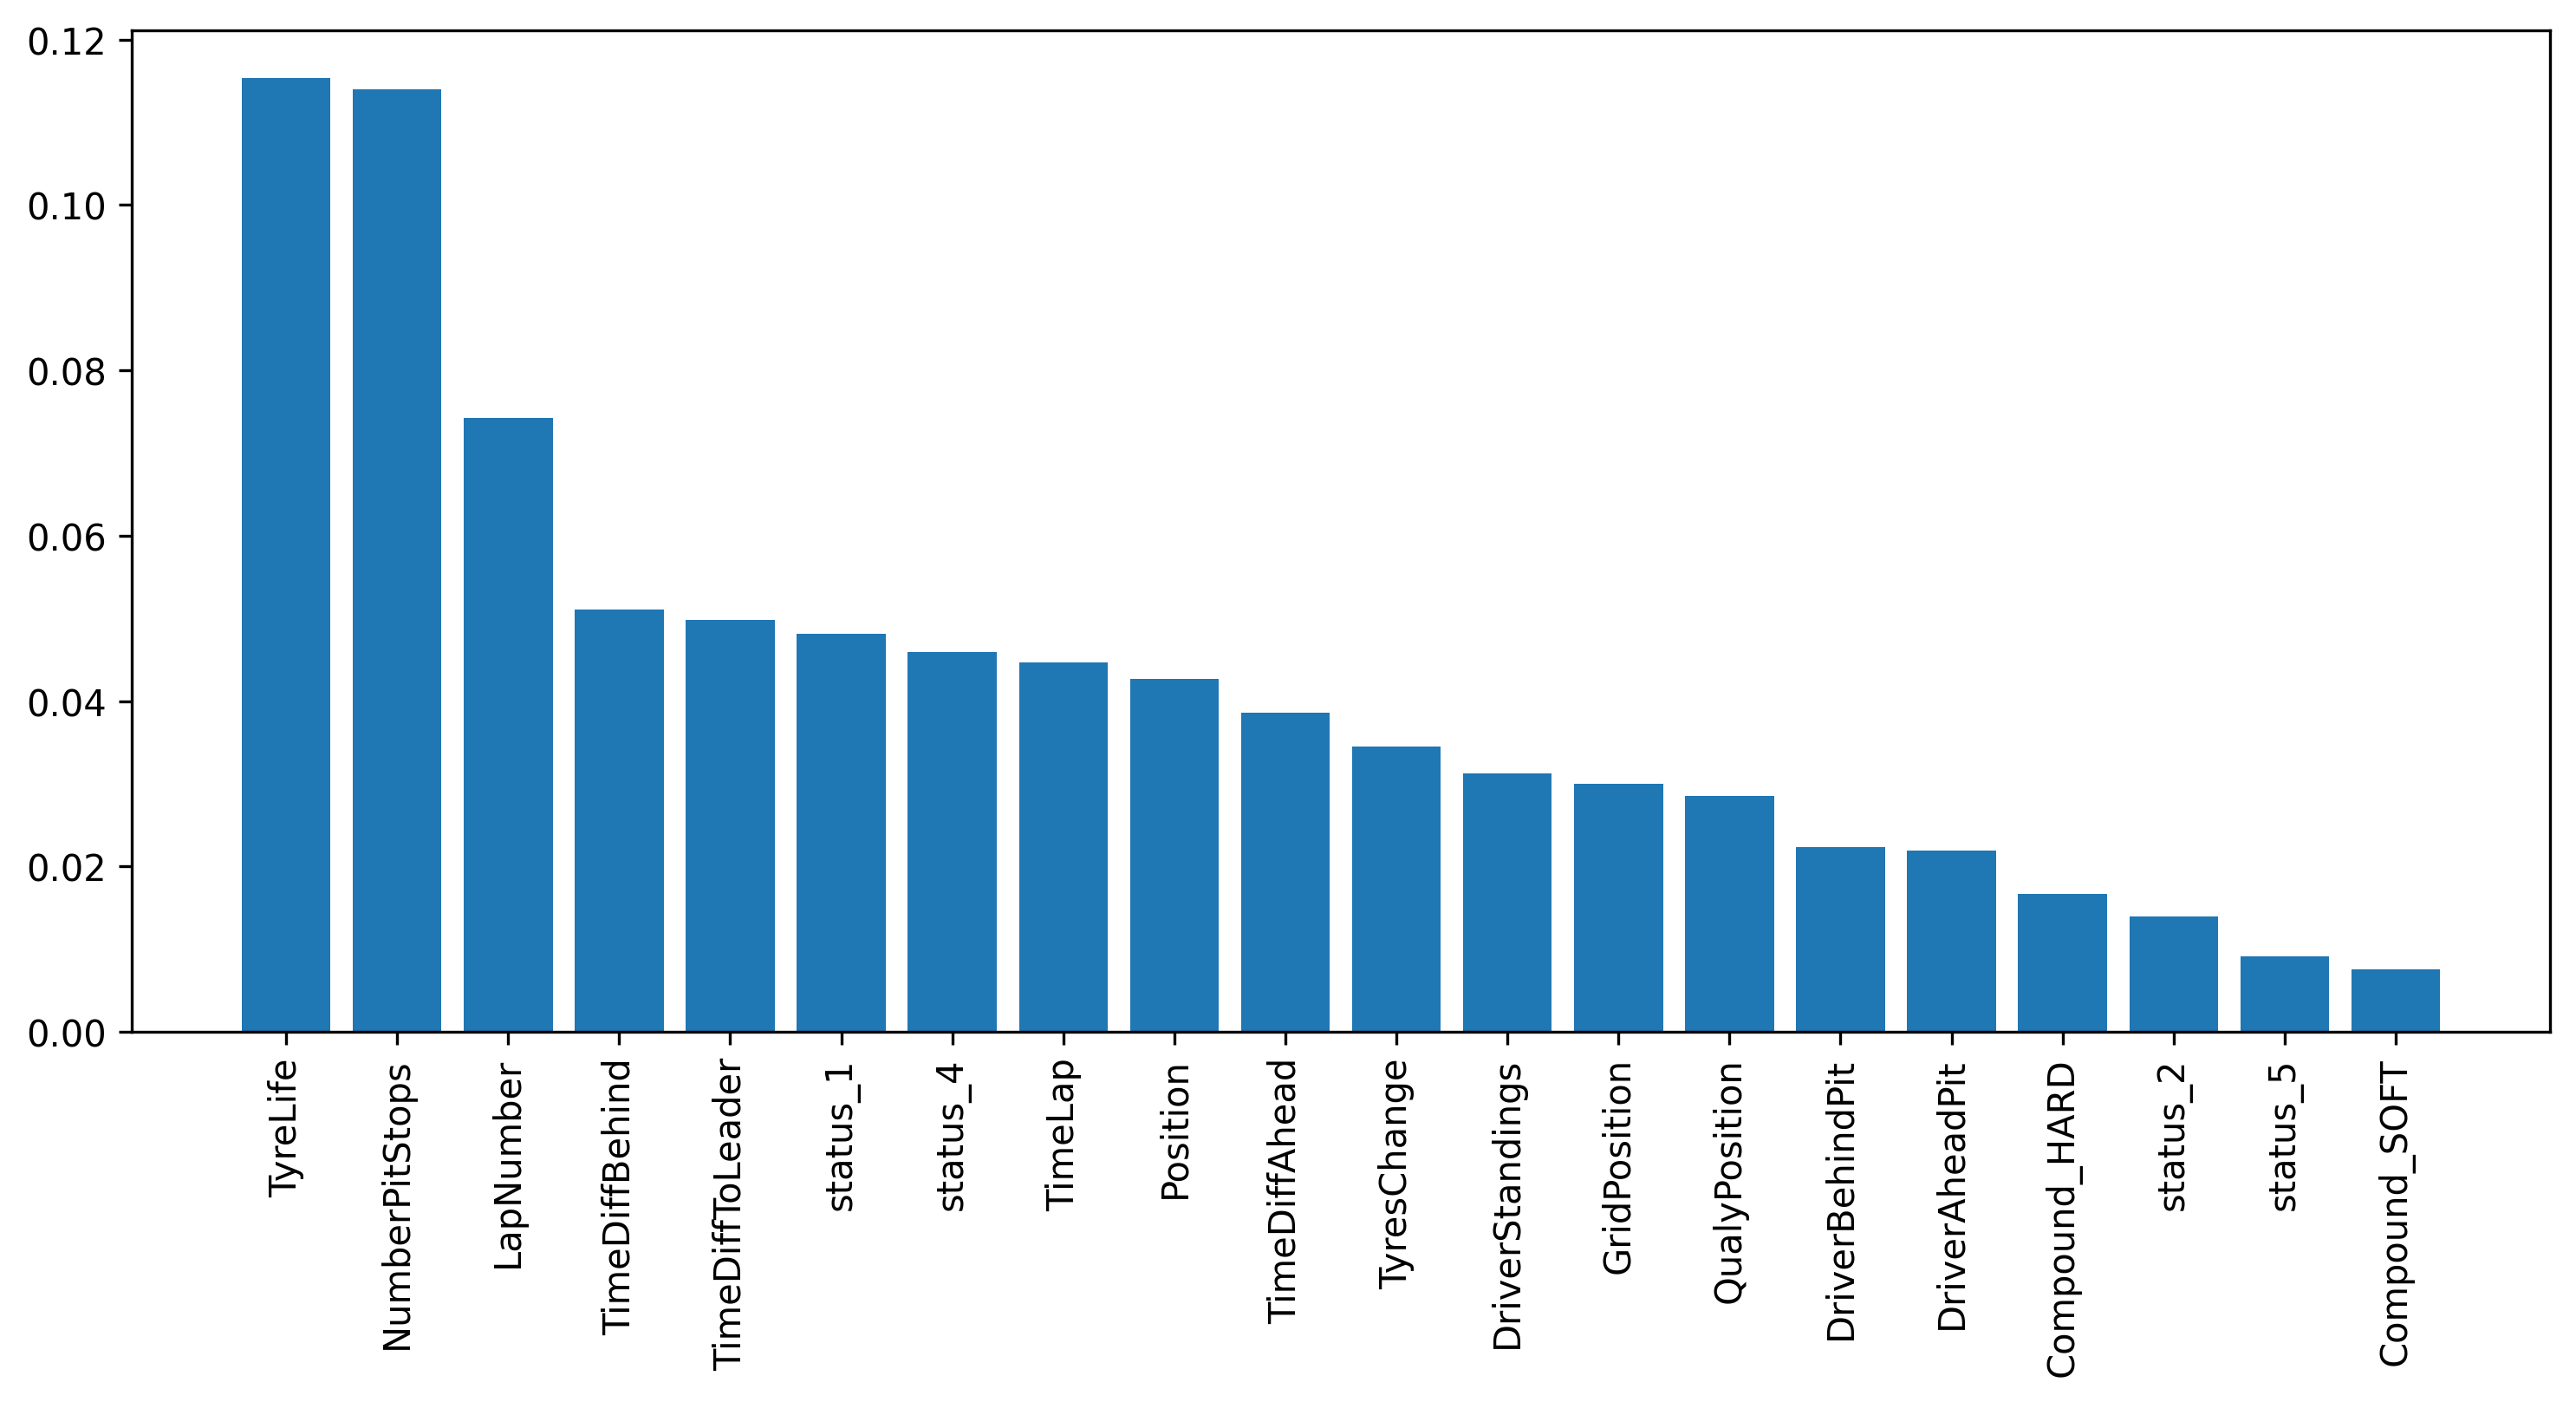 0.12
0.10
0.08
0.06
0.04
0.02
0.00
TyreLife
NumberPitStops
LapNumber
TimeDiffBehind
TimeDiffToLeader
status_1
status_4
TimeLap
Position
TimeDiffAhead
TyresChange
DriverStandings
GridPosition
QualyPosition
DriverBehindPit
DriverAheadPit
Compound_HARD
status_2
status_5
Compound_SOFT